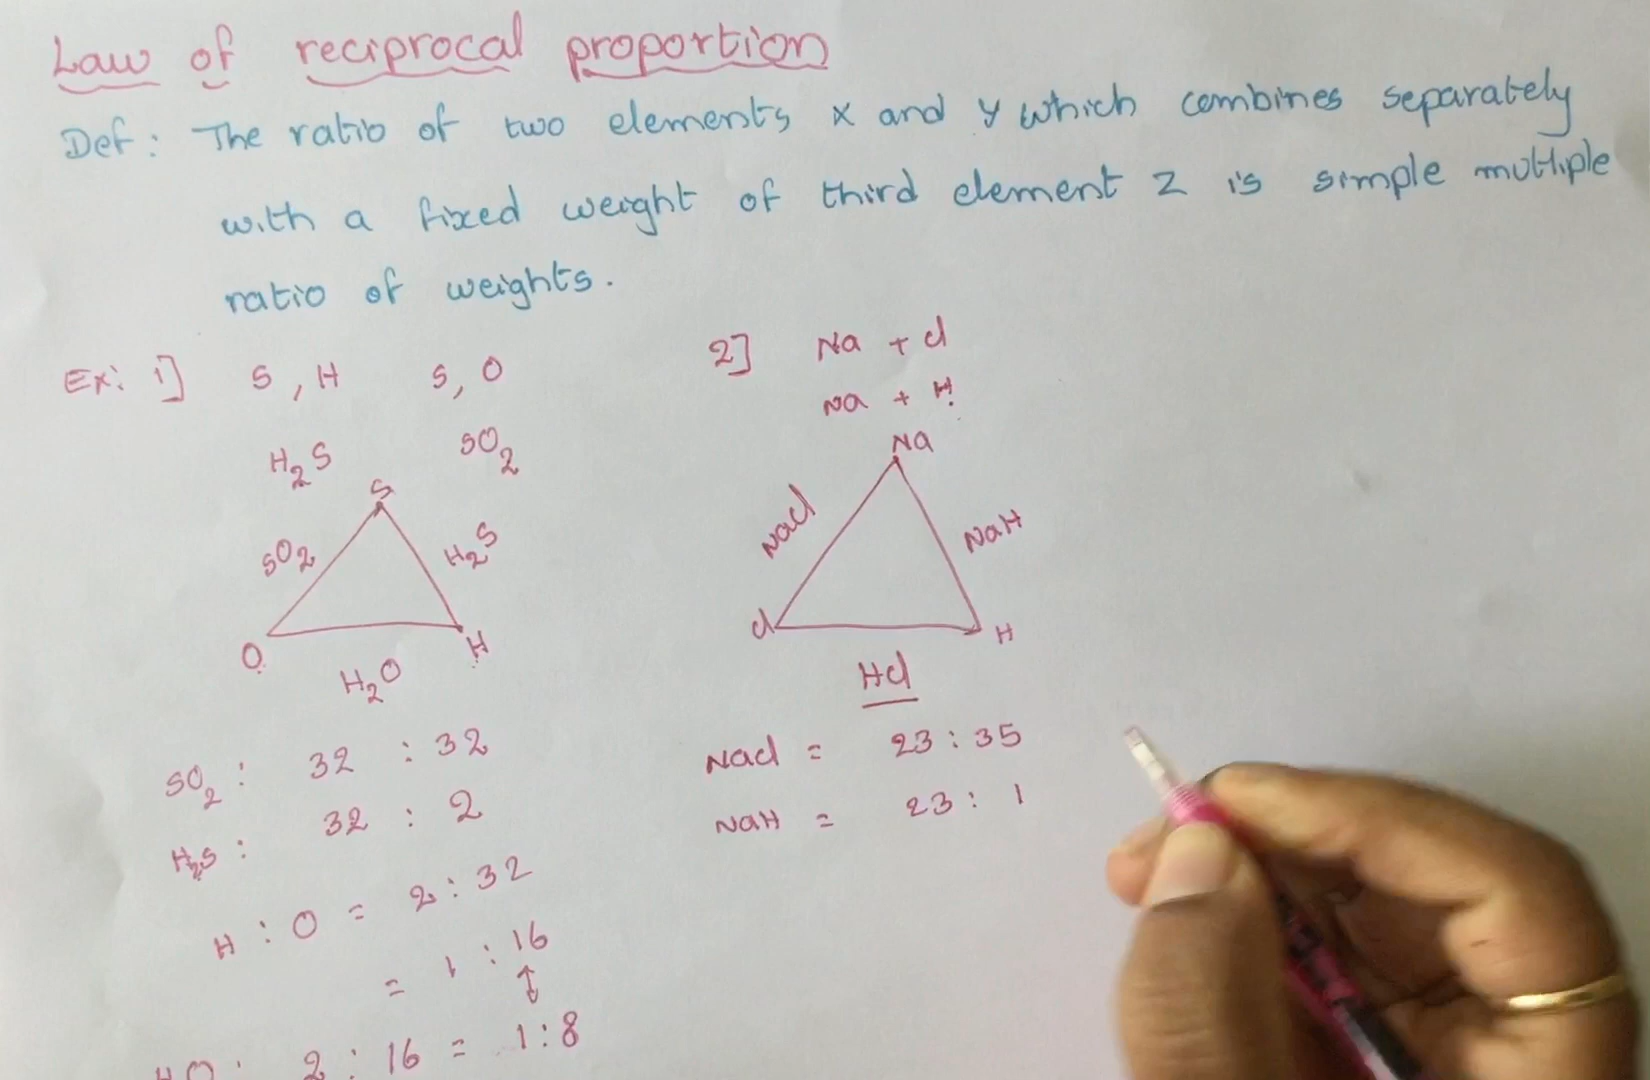 Law of reciprocal proportion
Def: The ratio of two elements x and y which combines separately
with a fixed weight of third element z is simple multiple
ratio of weights.
Ex: 1] S, H S, O
H2S SO2
S
SO2 H2S
O H
H2O
SO2 : 32 : 32
H2S : 32 : 2
H : O = 2 : 32
= 1 : 16
↕
2 : 16 = 1 : 8
2] Na + Cl
Na + H
Na
NaCl NaH
Cl H
HCl
NaCl = 23 : 35
NaH = 23 : 1